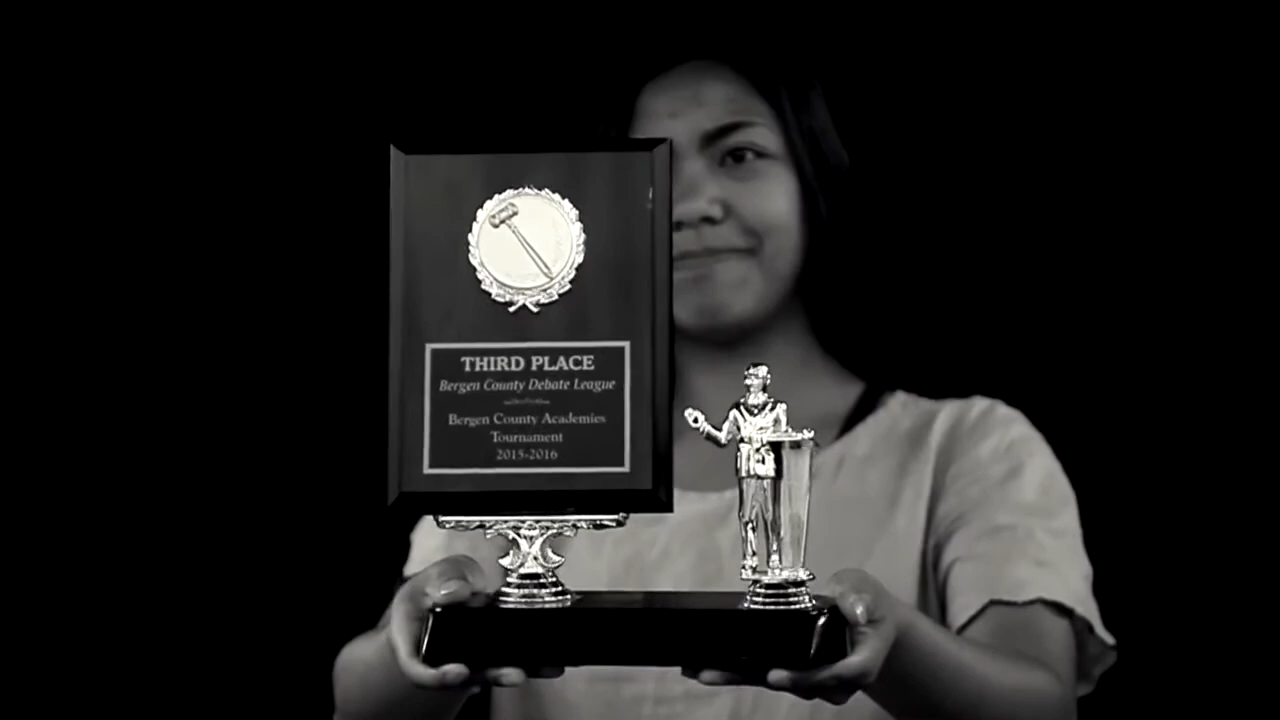 THIRD PLACE
Bergen County Debate League
Bergen County Academies
Tournament
2015-2016